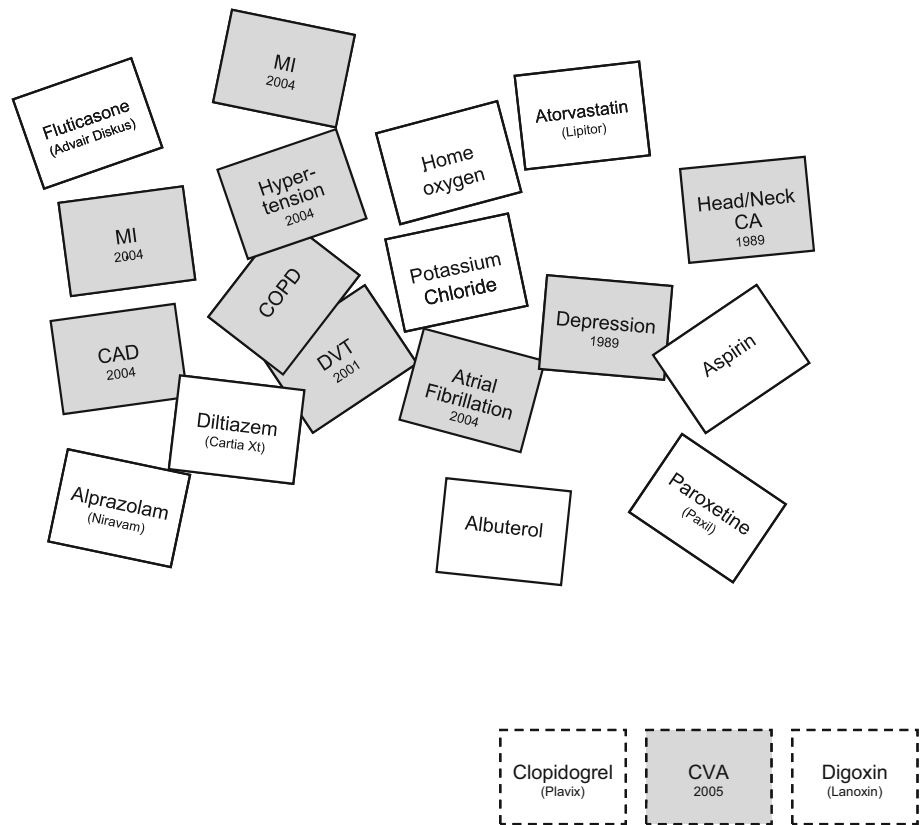 MI
2004
Fluticasone
(Advair Diskus)
Atorvastatin
(Lipitor)
Home
oxygen
Hyper-
tension
2004
Head/Neck
CA
1989
MI
2004
COPD
Potassium
Chloride
Depression
1989
CAD
2004
DVT
2001
Aspirin
Atrial
Fibrillation
2004
Diltiazem
(Cartia Xt)
Alprazolam
(Niravam)
Albuterol
Paroxetine
(Paxil)
Clopidogrel
(Plavix)
CVA
2005
Digoxin
(Lanoxin)